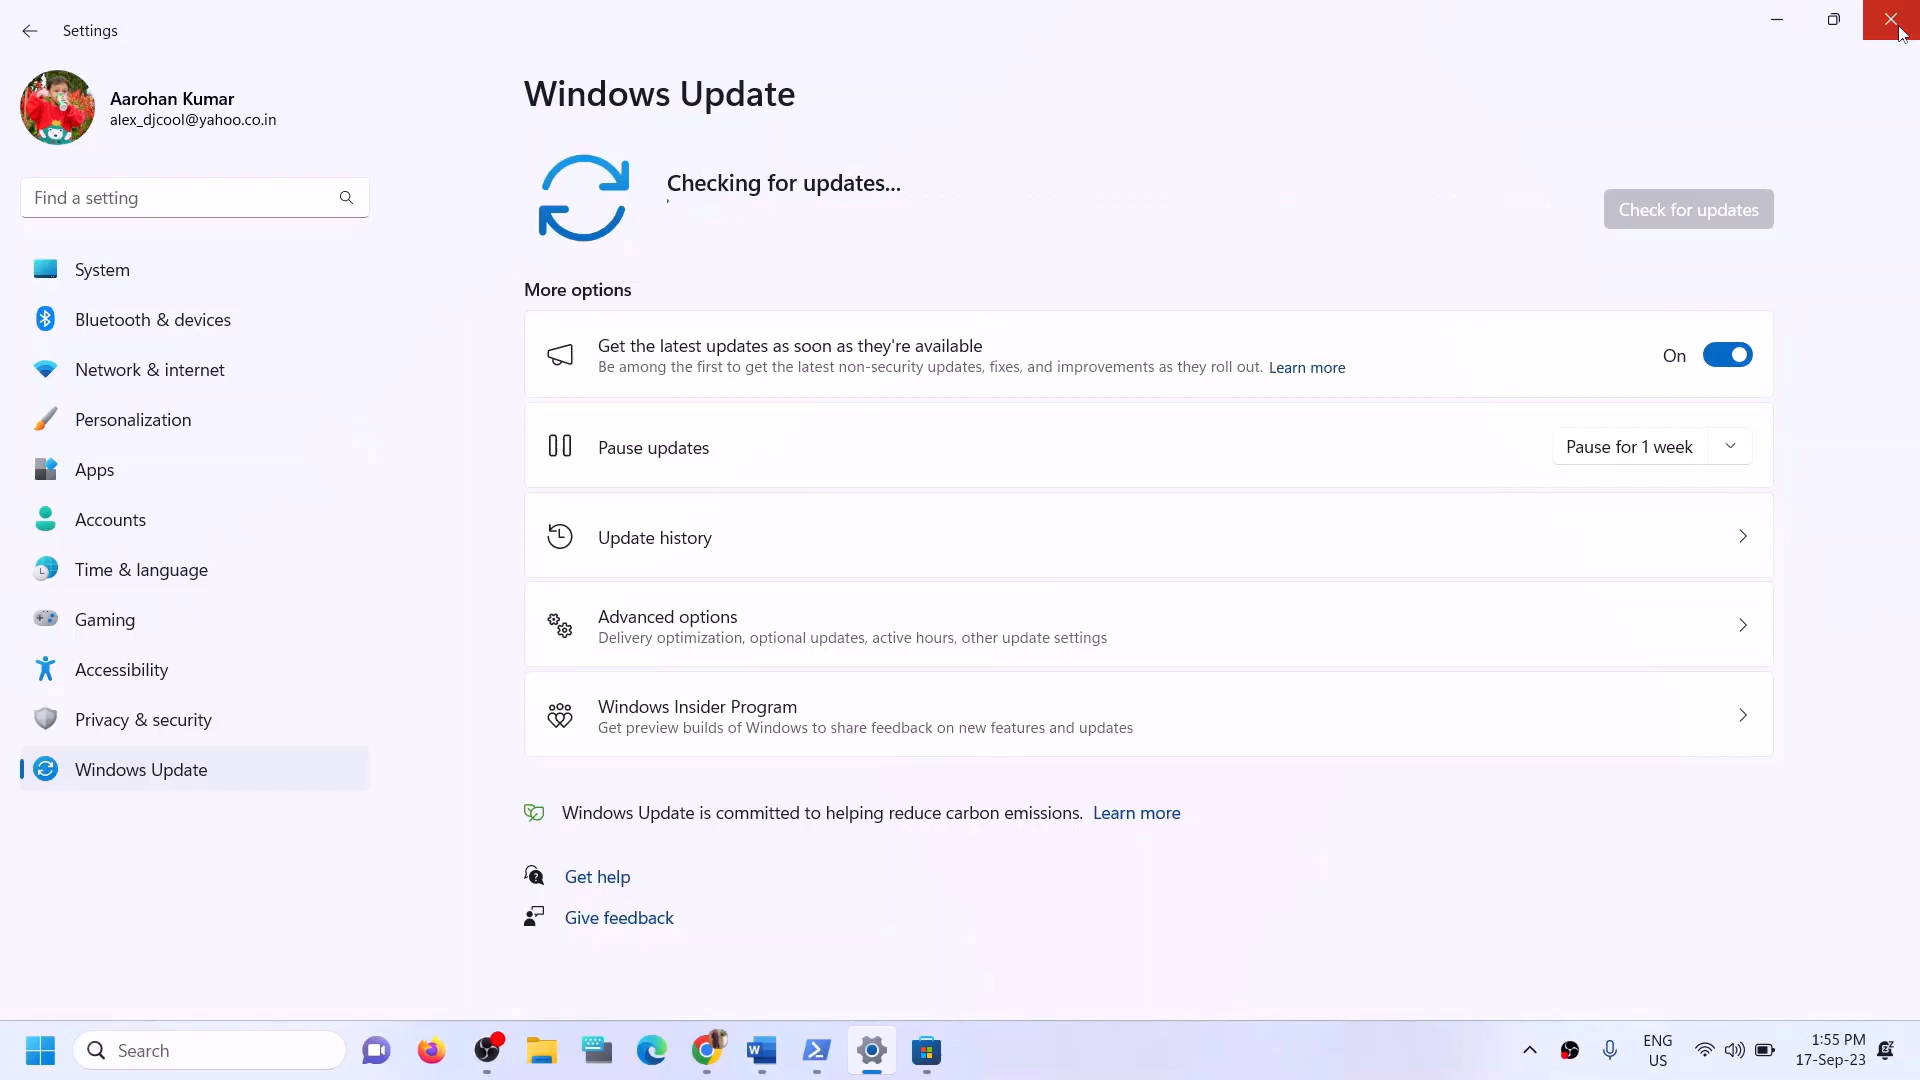 Settings
Aarohan Kumar
alex_djcool@yahoo.co.in
Find a setting
System
Bluetooth & devices
Network & internet
Personalization
Apps
Accounts
Time & language
Gaming
Accessibility
Privacy & security
Windows Update
Windows Update
Checking for updates...
Check for updates
More options
Get the latest updates as soon as they're available
Be among the first to get the latest non-security updates, fixes, and improvements as they roll out. Learn more
On
Pause updates
Pause for 1 week
Update history
Advanced options
Delivery optimization, optional updates, active hours, other update settings
Windows Insider Program
Get preview builds of Windows to share feedback on new features and updates
Windows Update is committed to helping reduce carbon emissions. Learn more
Get help
Give feedback
Search
ENG
US
1:55 PM
17-Sep-23